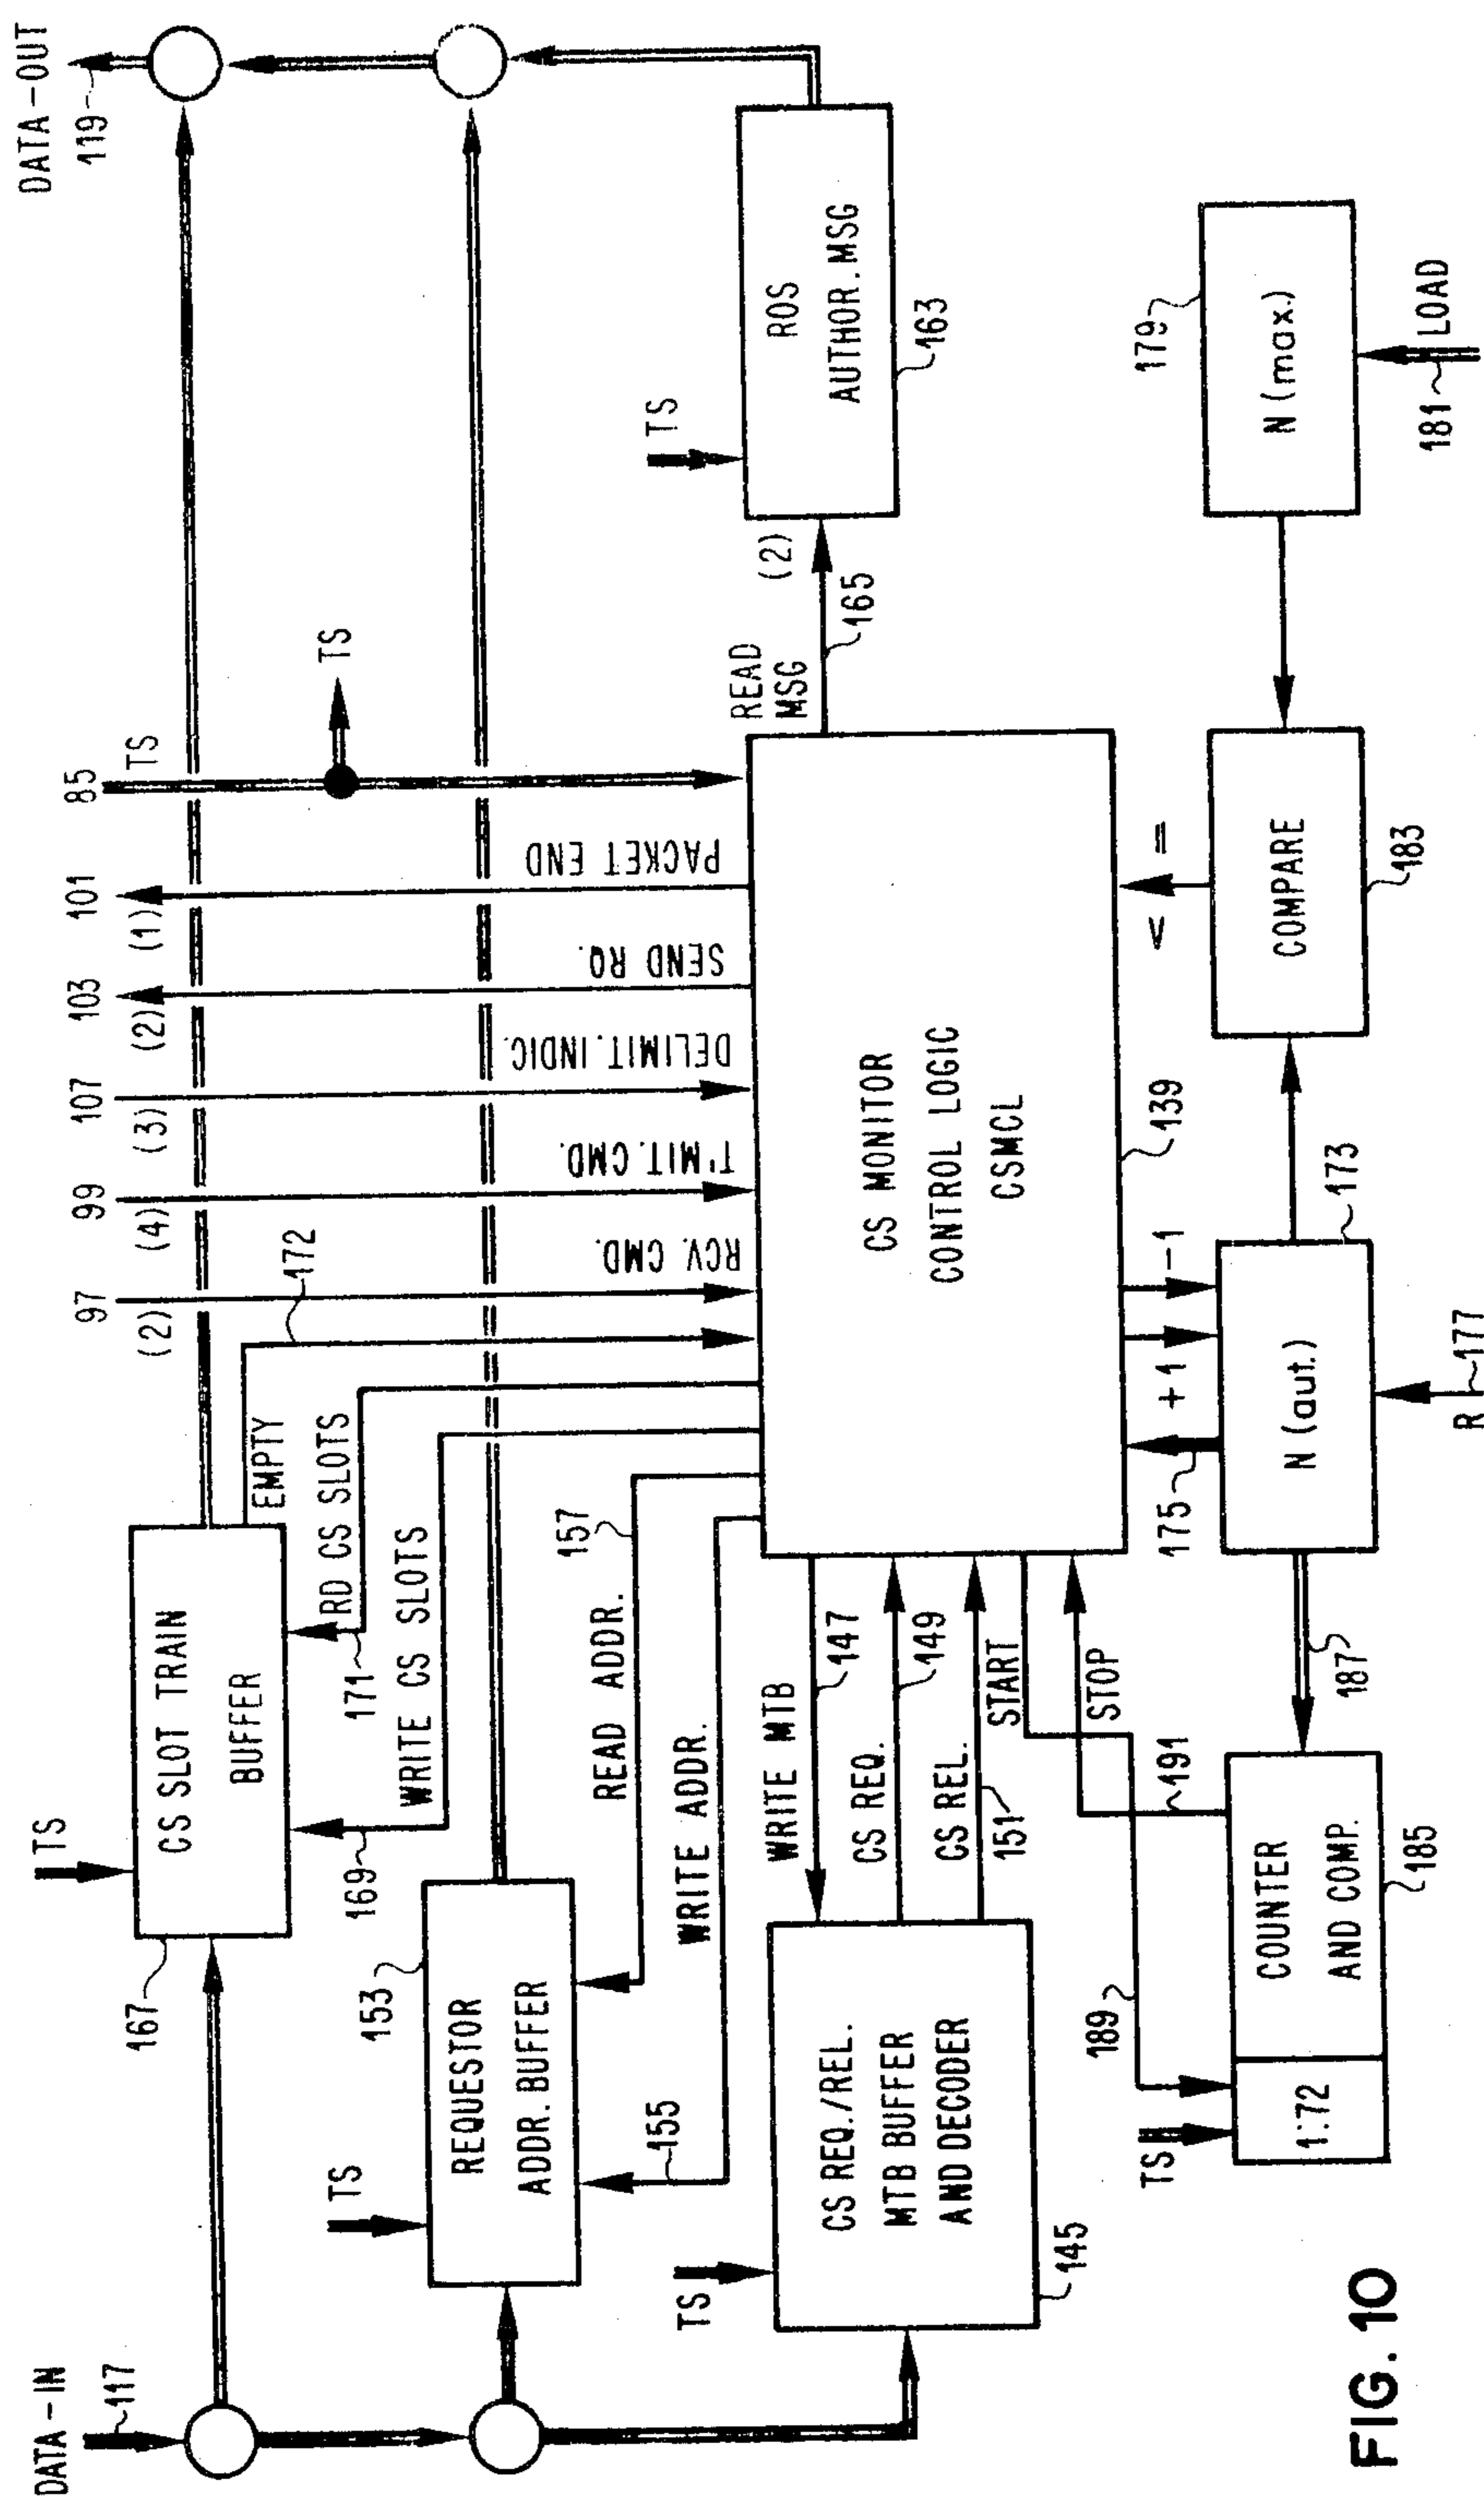 DATA-IN
117
DATA-OUT
119
TS
167
CS SLOT TRAIN
BUFFER
EMPTY
172
RD CS SLOTS
171
WRITE CS SLOTS
169
TS
153
REQUESTOR
ADDR. BUFFER
READ ADDR.
157
WRITE ADDR.
155
97
(2)
RCV. CMD.
99
(4)
T'MIT. CMD.
107
(3)
DELIMIT. INDIC.
103
(2)
SEND RQ.
101
(1)
PACKET END
85
TS
TS
TS
CS REQ./REL.
MTB BUFFER
AND DECODER
145
WRITE MTB
147
CS REQ.
149
CS REL.
151
START
STOP
189
191
CS MONITOR
CONTROL LOGIC
CSMCL
139
READ
MSG
165
(2)
TS
ROS
AUTHOR. MSG
163
TS
1:72
COUNTER
AND COMP.
185
187
175
+1
-1
N (aut.)
173
R
177
< =
COMPARE
183
N (max.)
179
181
LOAD
FIG. 10